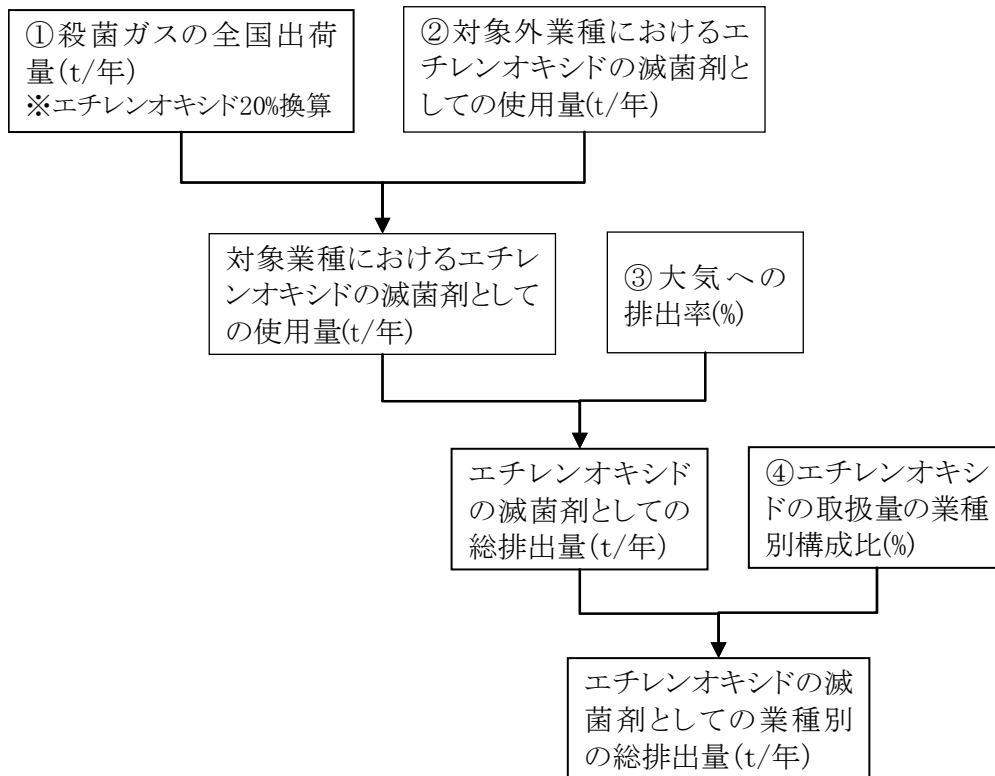 ①殺菌ガスの全国出荷
量(t/年)
※エチレンオキシド20%換算
②対象外業種におけるエ
チレンオキシドの滅菌剤と
しての使用量(t/年)
対象業種におけるエチレ
ンオキシドの滅菌剤として
の使用量(t/年)
③大気への
排出率(%)
エチレンオキシド
の滅菌剤としての
総排出量(t/年)
④エチレンオキシ
ドの取扱量の業種
別構成比(%)
エチレンオキシドの滅
菌剤としての業種別
の総排出量(t/年)